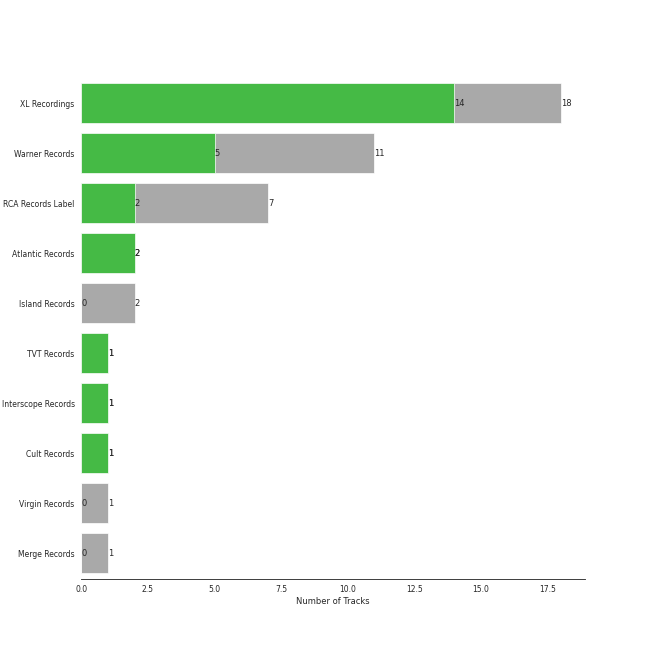 XL Recordings 14 18
Warner Records 5 11
RCA Records Label 2 7
Atlantic Records 2
Island Records 0 2
TVT Records 1
Interscope Records 1
Cult Records 1
Virgin Records 0 1
Merge Records 0 1
0.0 2.5 5.0 7.5 10.0 12.5 15.0 17.5
Number of Tracks